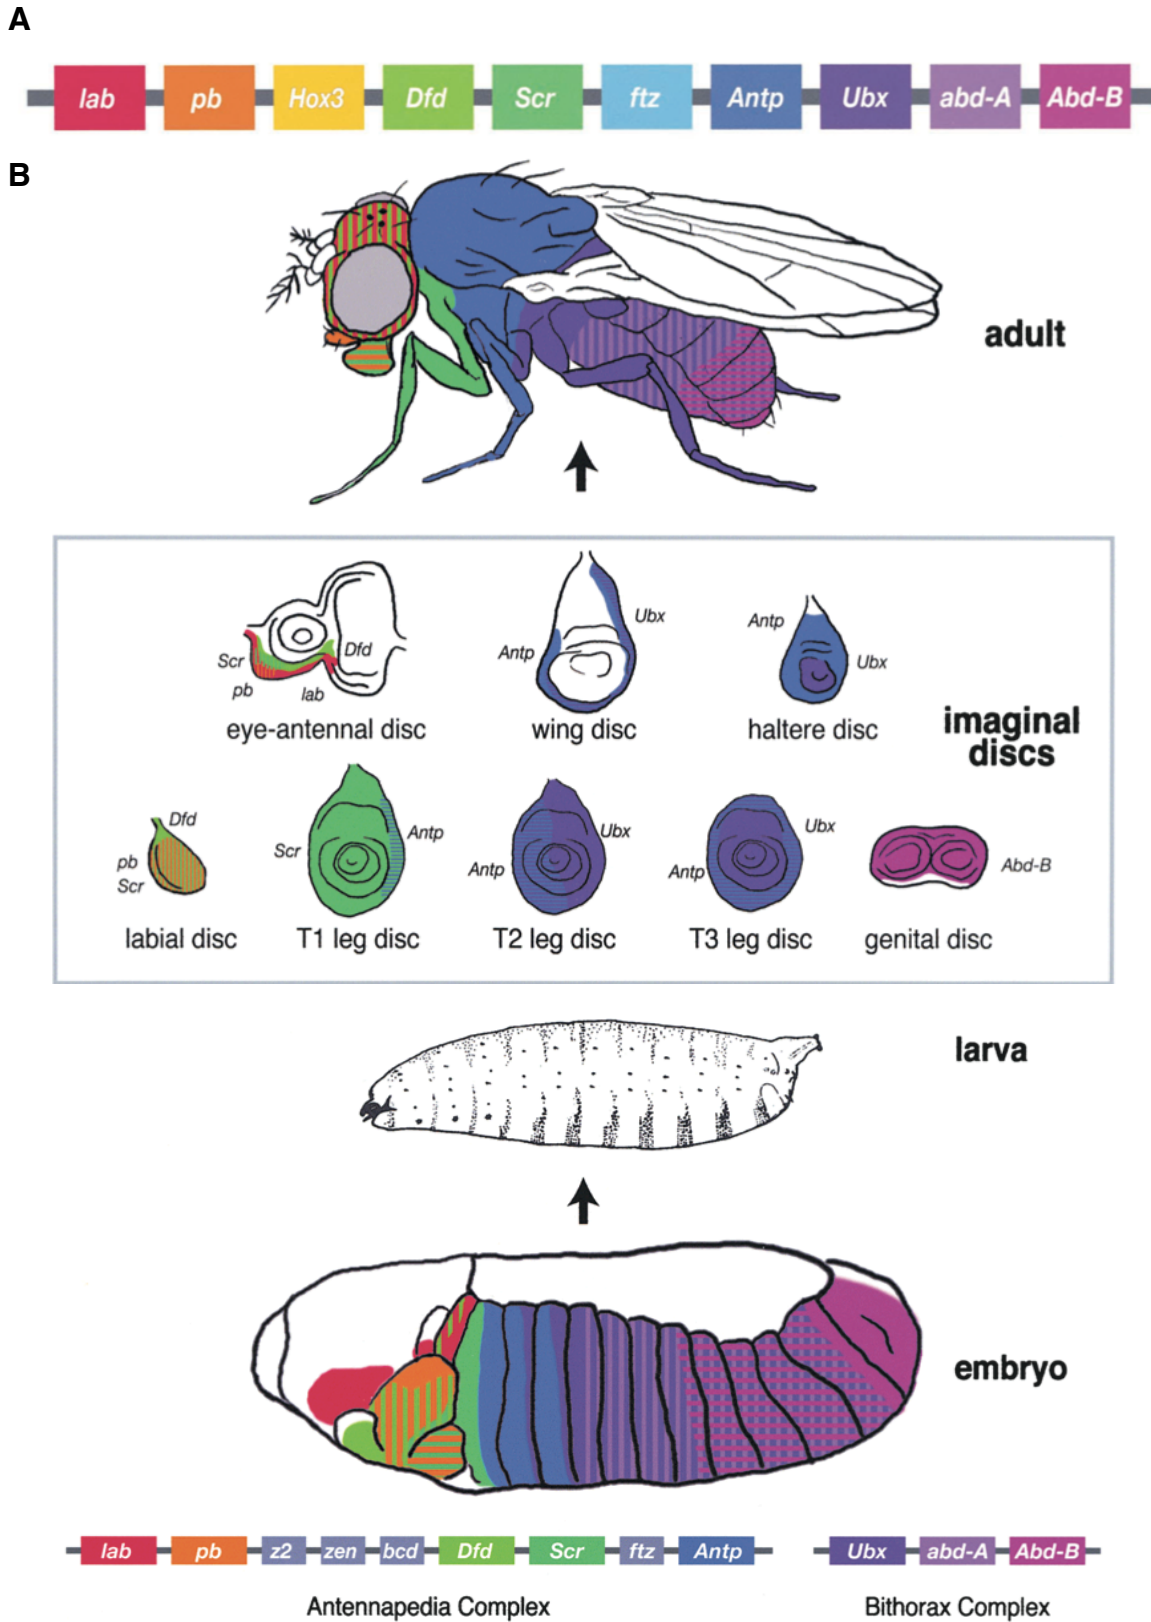 A
lab pb Hox3 Dfd Scr ftz Antp Ubx abd-A Abd-B
B
adult
Scr
pb
lab
Dfd
eye-antennal disc
Antp
Ubx
wing disc
Antp
Ubx
haltere disc
imaginal
discs
Dfd
pb
Scr
labial disc
Scr
Antp
T1 leg disc
Antp
Ubx
T2 leg disc
Antp
Ubx
T3 leg disc
Abd-B
genital disc
larva
embryo
lab pb z2 zen bcd Dfd Scr ftz Antp
Ubx abd-A Abd-B
Antennapedia Complex
Bithorax Complex